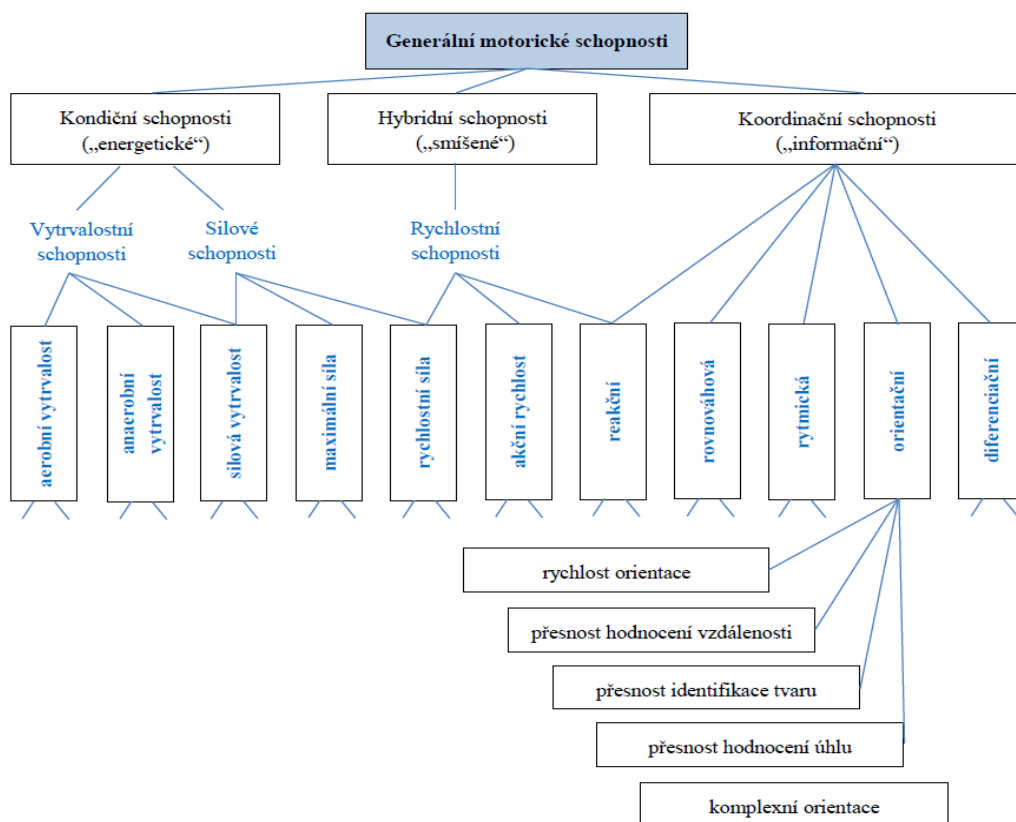 Generální motorické schopnosti
Kondiční schopnosti
(„energetické“)
Hybridní schopnosti
(„smíšené“)
Koordinační schopnosti
(„informační“)
Vytrvalostní
schopnosti
Silové
schopnosti
Rychlostní
schopnosti
aerobní vytrvalost
anaerobní
vytrvalost
silová vytrvalost
maximální síla
rychlostní síla
akční rychlost
reakční
rovnováhová
rytmická
orientační
diferenciační
rychlost orientace
přesnost hodnocení vzdálenosti
přesnost identifikace tvaru
přesnost hodnocení úhlu
komplexní orientace